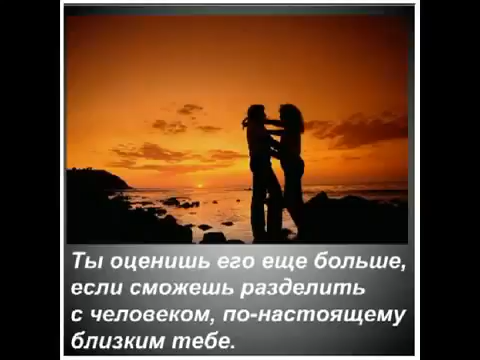 Ты оценишь его еще больше,
если сможешь разделить
с человеком, по-настоящему
близким тебе.